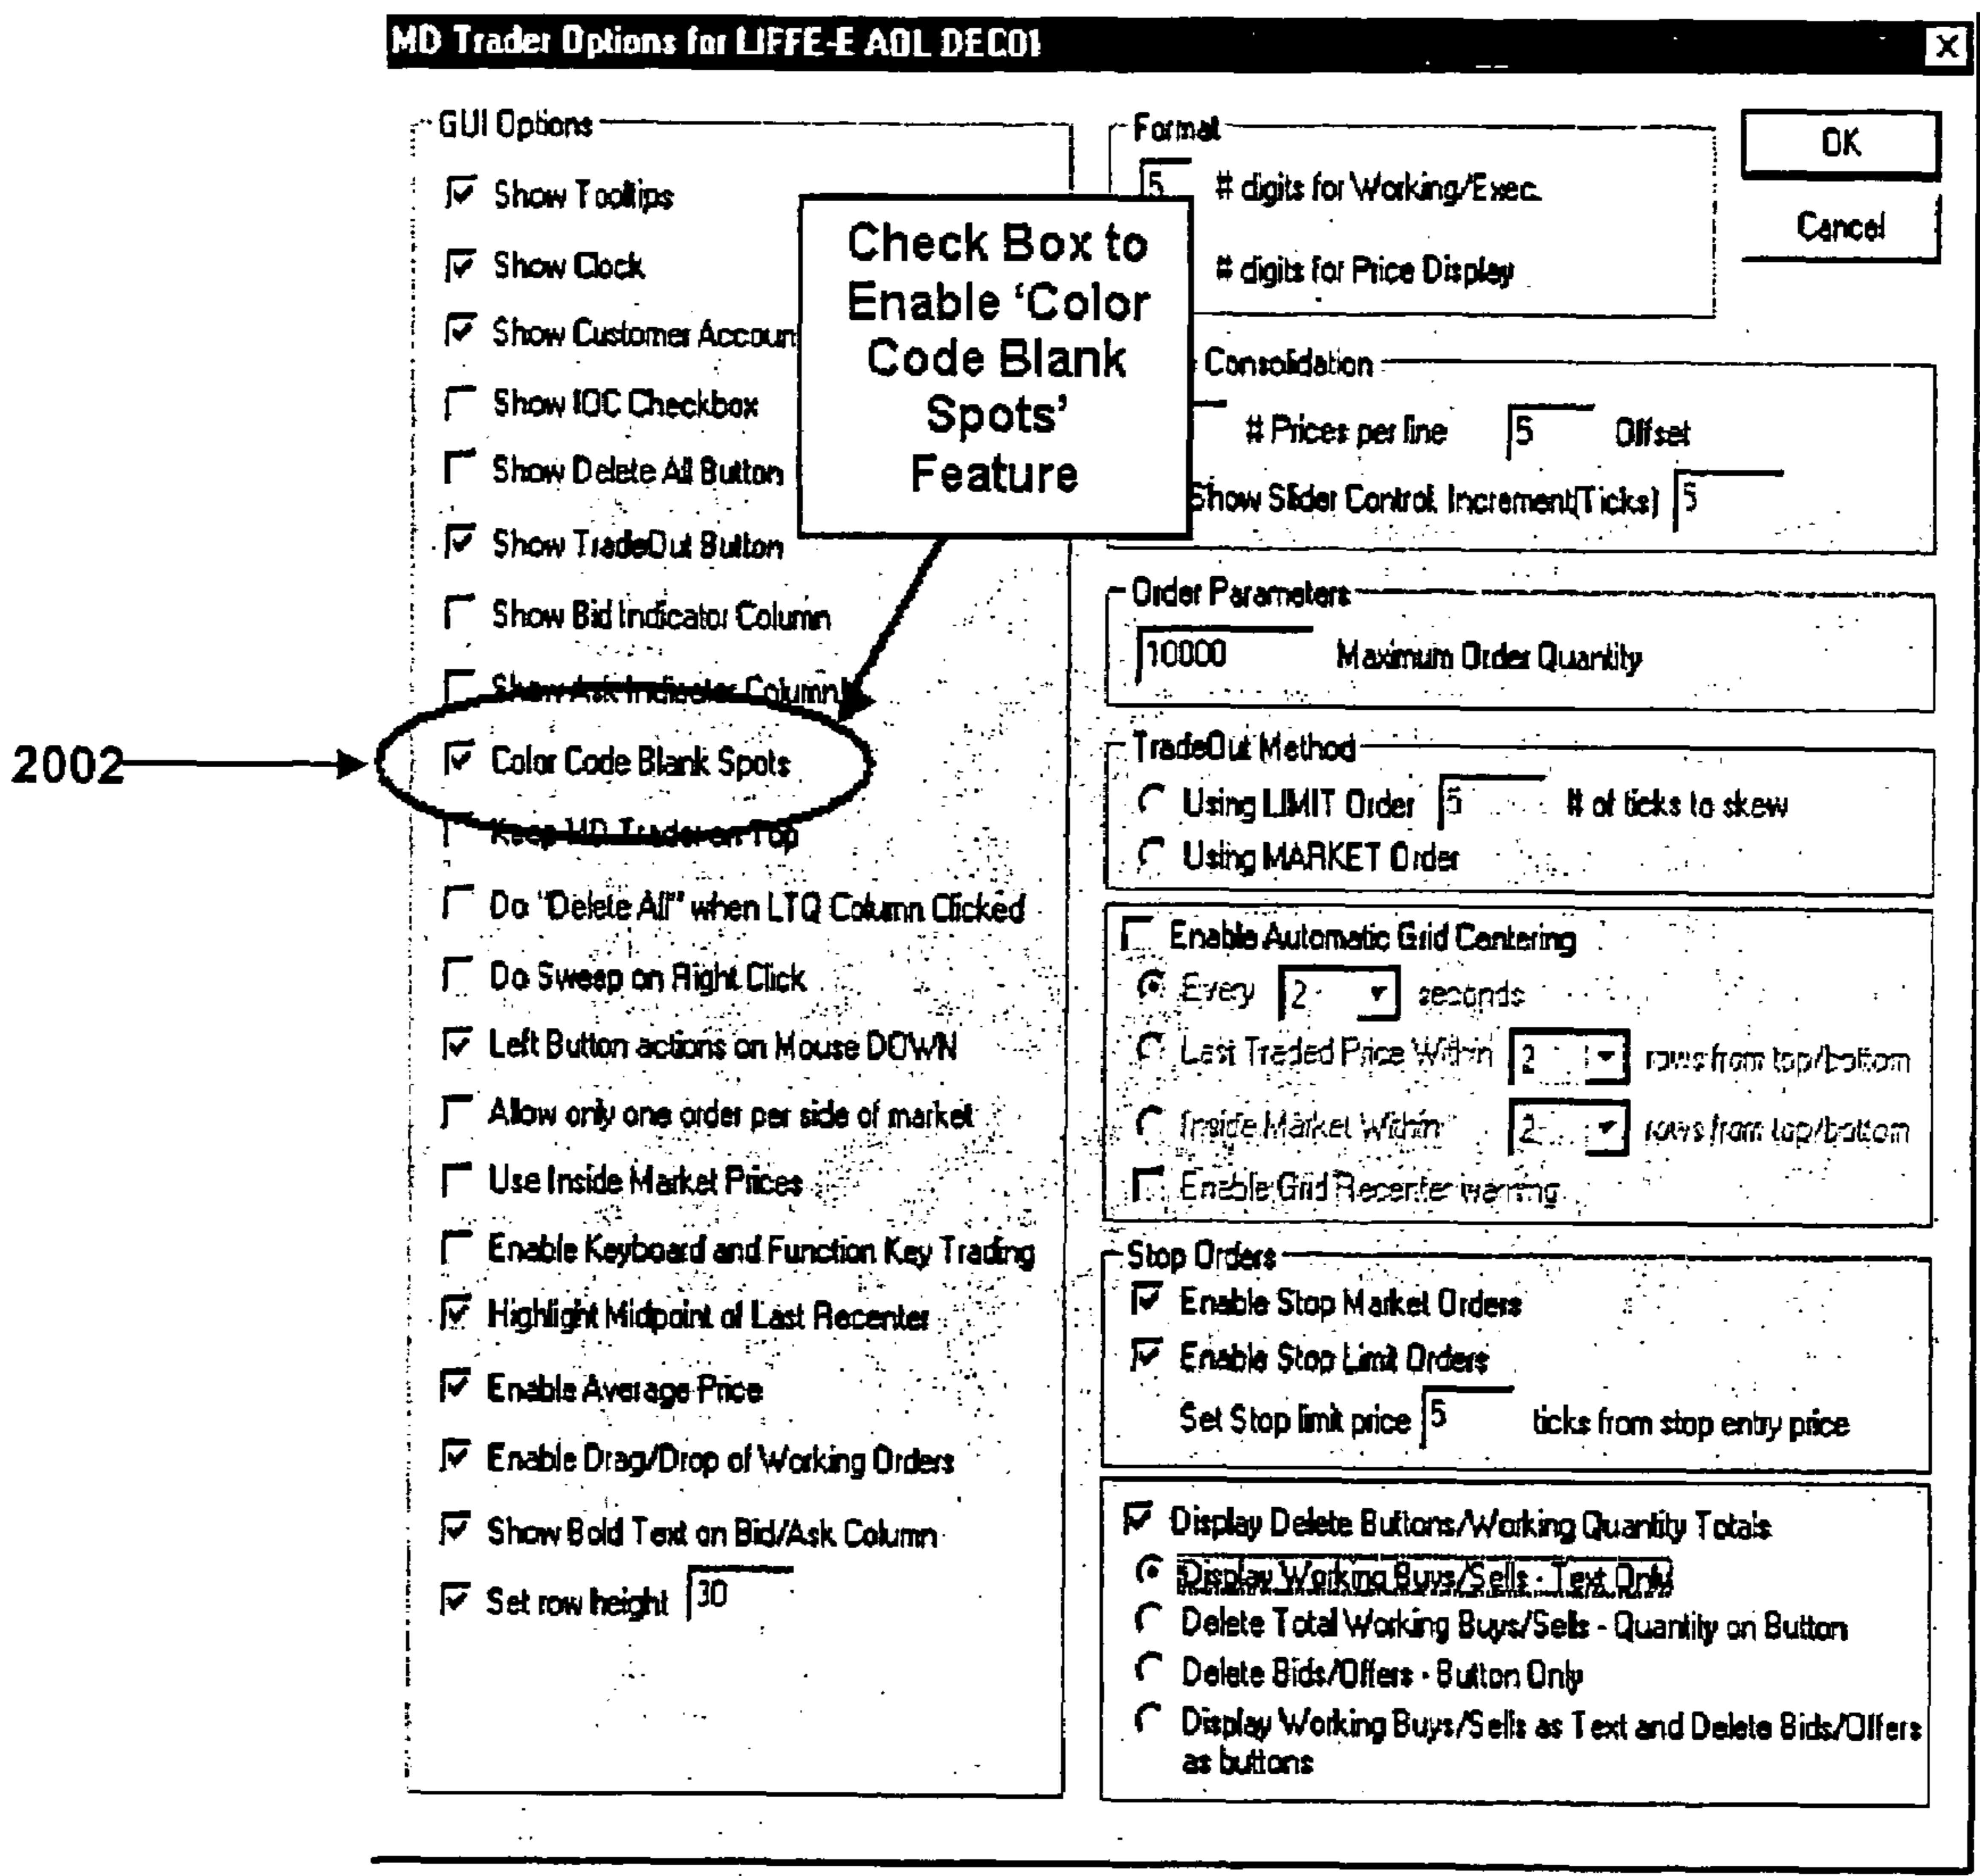 MD Trader Options for LIFFE-E AOL DEC01
X
GUI Options
Show Tooltips
Show Clock
Show Customer Accoun
Show IOC Checkbox
Show Delete All Button
Show TradeOut Button
Show Bid Indicator Column
Show Ask Indicator Column
Color Code Blank Spots
Keep MD Trader on Top
Do "Delete All" when LTQ Column Clicked
Do Sweep on Right Click
Left Button actions on Mouse DOWN
Allow only one order per side of market
Use Inside Market Prices
Enable Keyboard and Function Key Trading
Highlight Midpoint of Last Recenter
Enable Average Price
Enable Drag/Drop of Working Orders
Show Bold Text on Bid/Ask Column
Set row height 30
2002
Check Box to
Enable ‘Color
Code Blank
Spots’
Feature
Format
5 # digits for Working/Exec.
# digits for Price Display
OK
Cancel
Consolidation
# Prices per line 5 Offset
Show Slider Control. Increment(Ticks) 5
Order Parameters
10000 Maximum Order Quantity
TradeOut Method
Using LIMIT Order 5 # of ticks to skew
Using MARKET Order
Enable Automatic Grid Centering
Every 2 seconds
Last Traded Price Within 2 rows from top/bottom
Inside Market Within 2 rows from top/bottom
Enable Grid Recenter warning
Stop Orders
Enable Stop Market Orders
Enable Stop Limit Orders
Set Stop limit price 5 ticks from stop entry price
Display Delete Buttons/Working Quantity Totals
Display Working Buys/Sells - Text Only
Delete Total Working Buys/Sells - Quantity on Button
Delete Bids/Offers - Button Only
Display Working Buys/Sells as Text and Delete Bids/Offers
as buttons